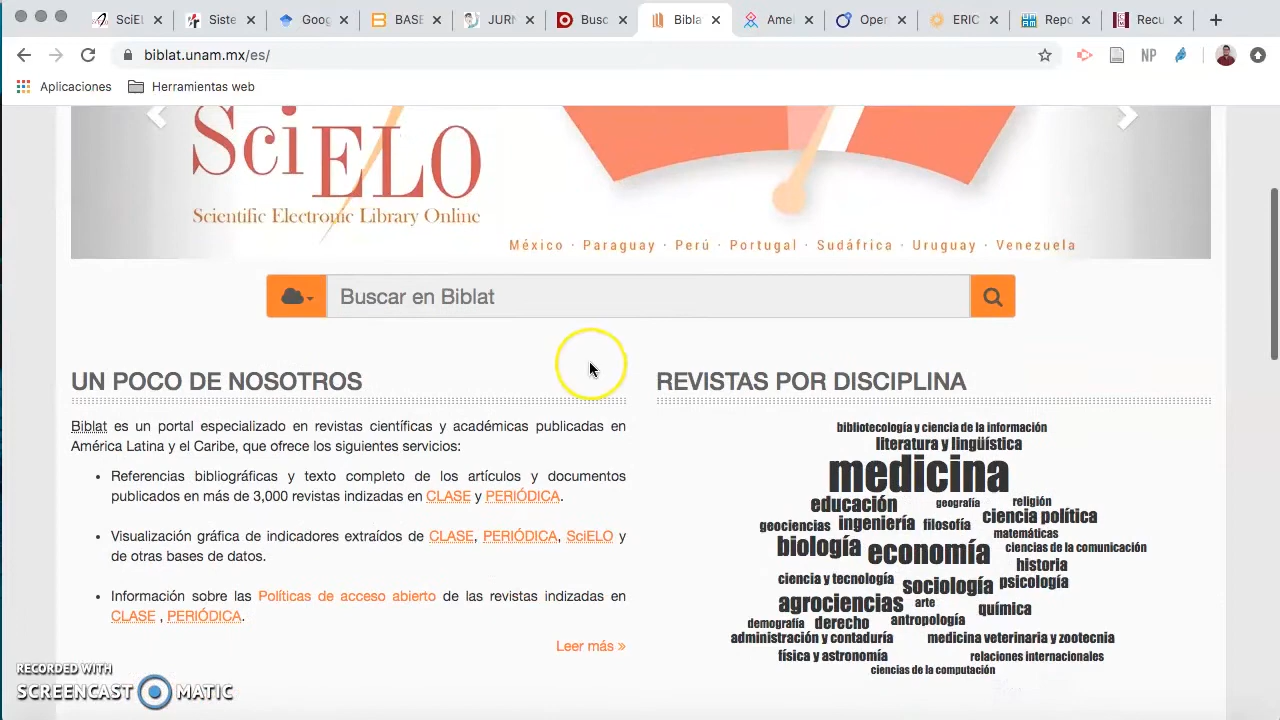 SciEL
Siste
Goog
BASE
JURN
Busc
Bibla
Amel
Oper
ERIC
Repo
Recu
biblat.unam.mx/es/
NP
Aplicaciones
Herramientas web
SciELO
Scientific Electronic Library Online
México · Paraguay · Perú · Portugal · Sudáfrica · Uruguay · Venezuela
Buscar en Biblat
UN POCO DE NOSOTROS
Biblat es un portal especializado en revistas científicas y académicas publicadas en
América Latina y el Caribe, que ofrece los siguientes servicios:
• Referencias bibliográficas y texto completo de los artículos y documentos
publicados en más de 3,000 revistas indizadas en CLASE y PERIÓDICA.
• Visualización gráfica de indicadores extraídos de CLASE, PERIÓDICA, SciELO y
de otras bases de datos.
• Información sobre las Políticas de acceso abierto de las revistas indizadas en
CLASE , PERIÓDICA.
Leer más »
REVISTAS POR DISCIPLINA
bibliotecología y ciencia de la información
literatura y lingüística
medicina
educación geografía religión
geociencias ingeniería filosofía ciencia política
matemáticas
biología economía ciencias de la comunicación
historia
ciencia y tecnología sociología psicología
agrociencias arte química
demografía derecho antropología
administración y contaduría medicina veterinaria y zootecnia
física y astronomía relaciones internacionales
ciencias de la computación
RECORDED WITH
SCREENCAST MATIC